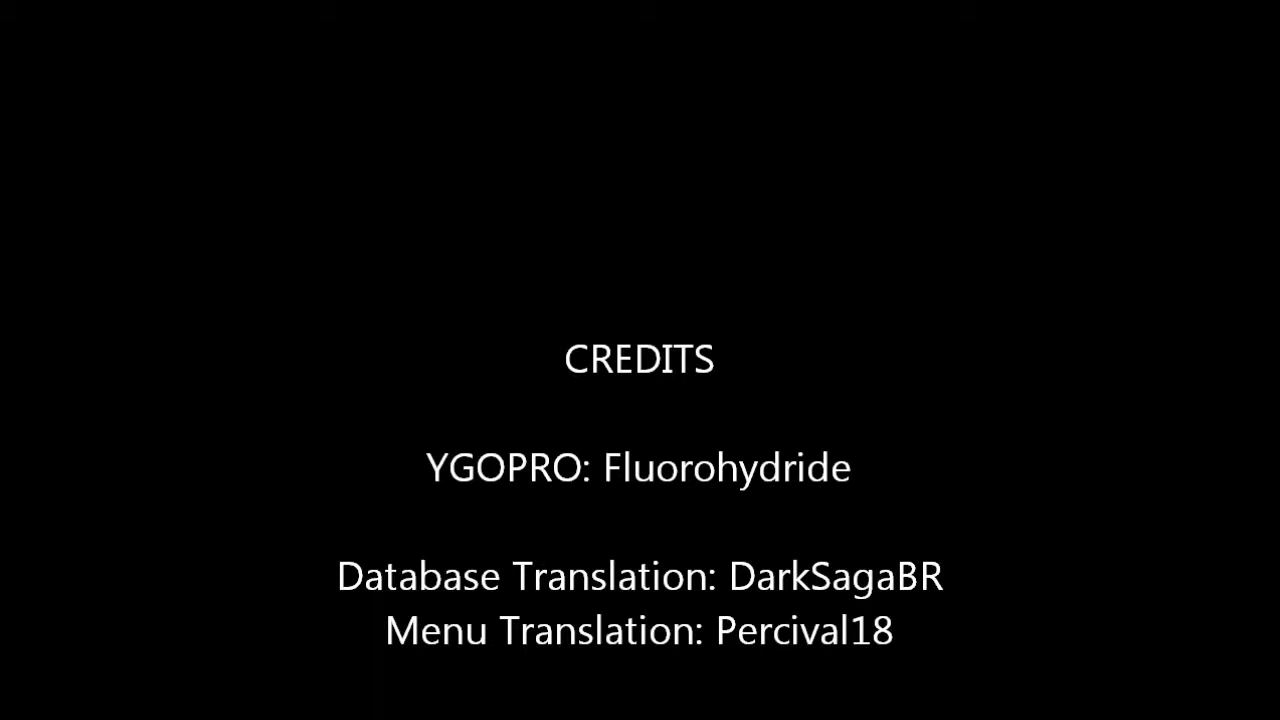 CREDITS
YGOPRO: Fluorohydride
Database Translation: DarkSagaBR
Menu Translation: Percival18